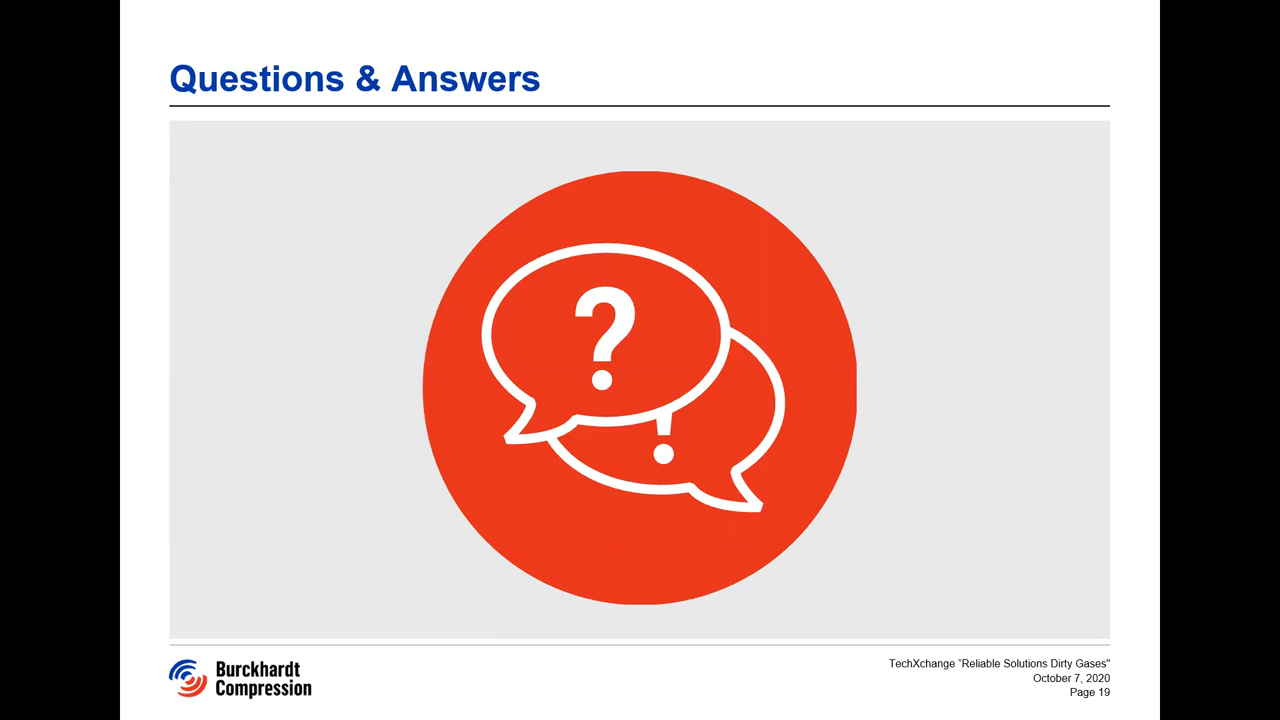 Questions & Answers
?
!
Burckhardt
Compression
TechXchange "Reliable Solutions Dirty Gases"
October 7, 2020
Page 19